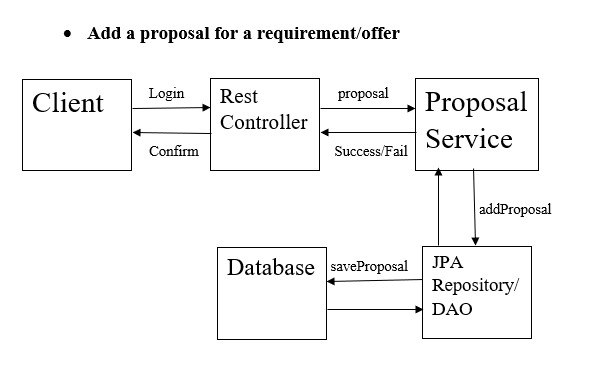 • Add a proposal for a requirement/offer
Client
Login
Confirm
Rest
Controller
proposal
Success/Fail
Proposal
Service
addProposal
Database
saveProposal
JPA
Repository/
DAO